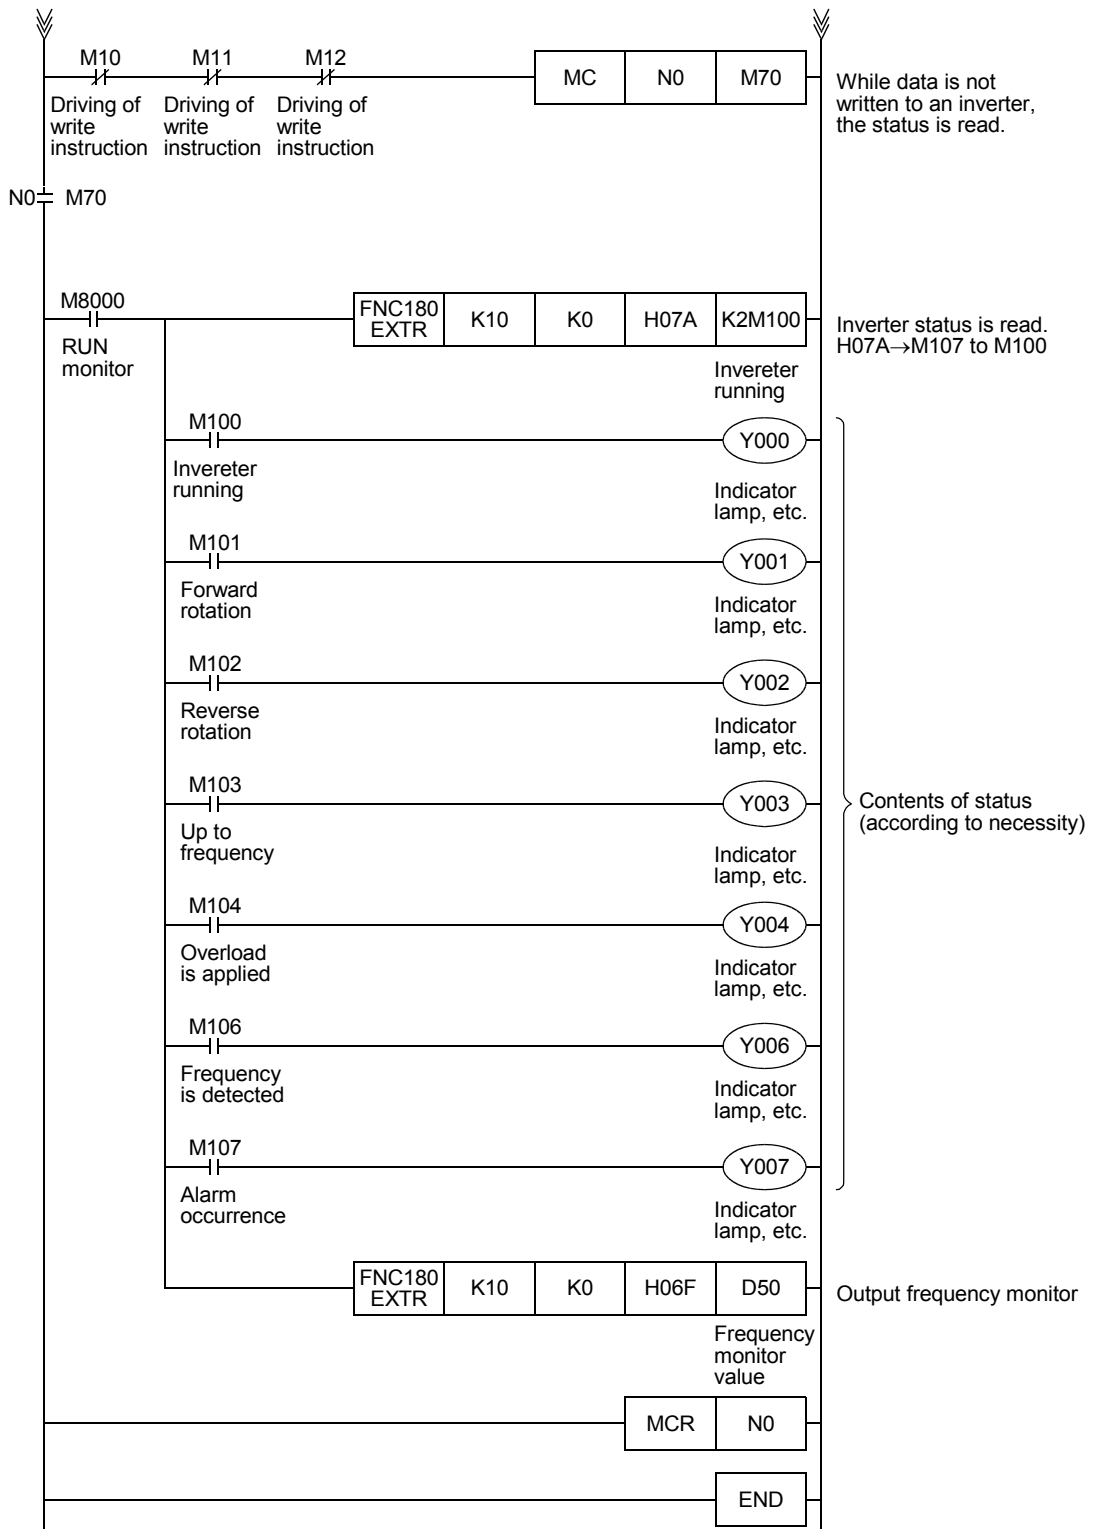 M10 M11 M12
MC N0 M70
Driving of write instruction
Driving of write instruction
Driving of write instruction
While data is not
written to an inverter,
the status is read.
N0 M70
M8000
RUN
monitor
FNC180 EXTR K10 K0 H07A K2M100
Inverter status is read.
H07A→M107 to M100
Invereter
running
M100
Y000
Invereter
running
Indicator
lamp, etc.
M101
Y001
Forward
rotation
Indicator
lamp, etc.
M102
Y002
Reverse
rotation
Indicator
lamp, etc.
M103
Y003
Up to
frequency
Indicator
lamp, etc.
Contents of status
(according to necessity)
M104
Y004
Overload
is applied
Indicator
lamp, etc.
M106
Y006
Frequency
is detected
Indicator
lamp, etc.
M107
Y007
Alarm
occurrence
Indicator
lamp, etc.
FNC180 EXTR K10 K0 H06F D50
Output frequency monitor
Frequency
monitor
value
MCR N0
END